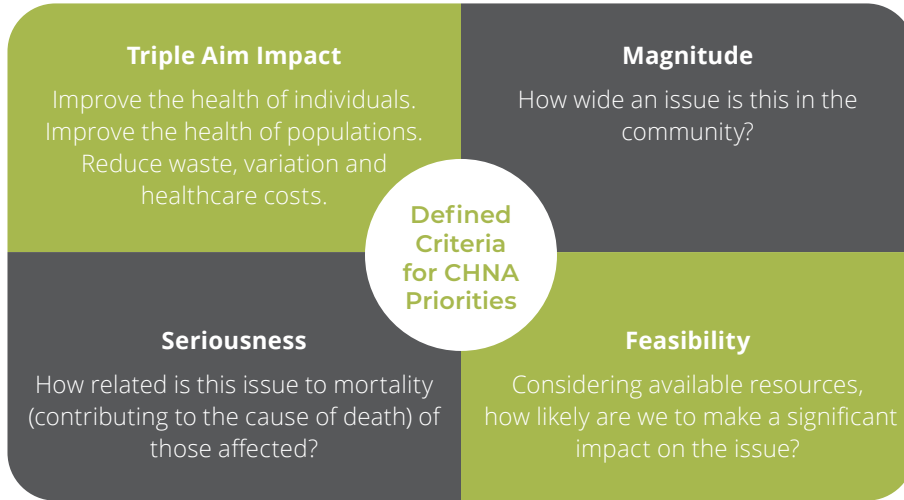 Triple Aim Impact
Improve the health of individuals.
Improve the health of populations.
Reduce waste, variation and
healthcare costs.
Magnitude
How wide an issue is this in the
community?
Defined
Criteria
for CHNA
Priorities
Seriousness
How related is this issue to mortality
(contributing to the cause of death) of
those affected?
Feasibility
Considering available resources,
how likely are we to make a significant
impact on the issue?